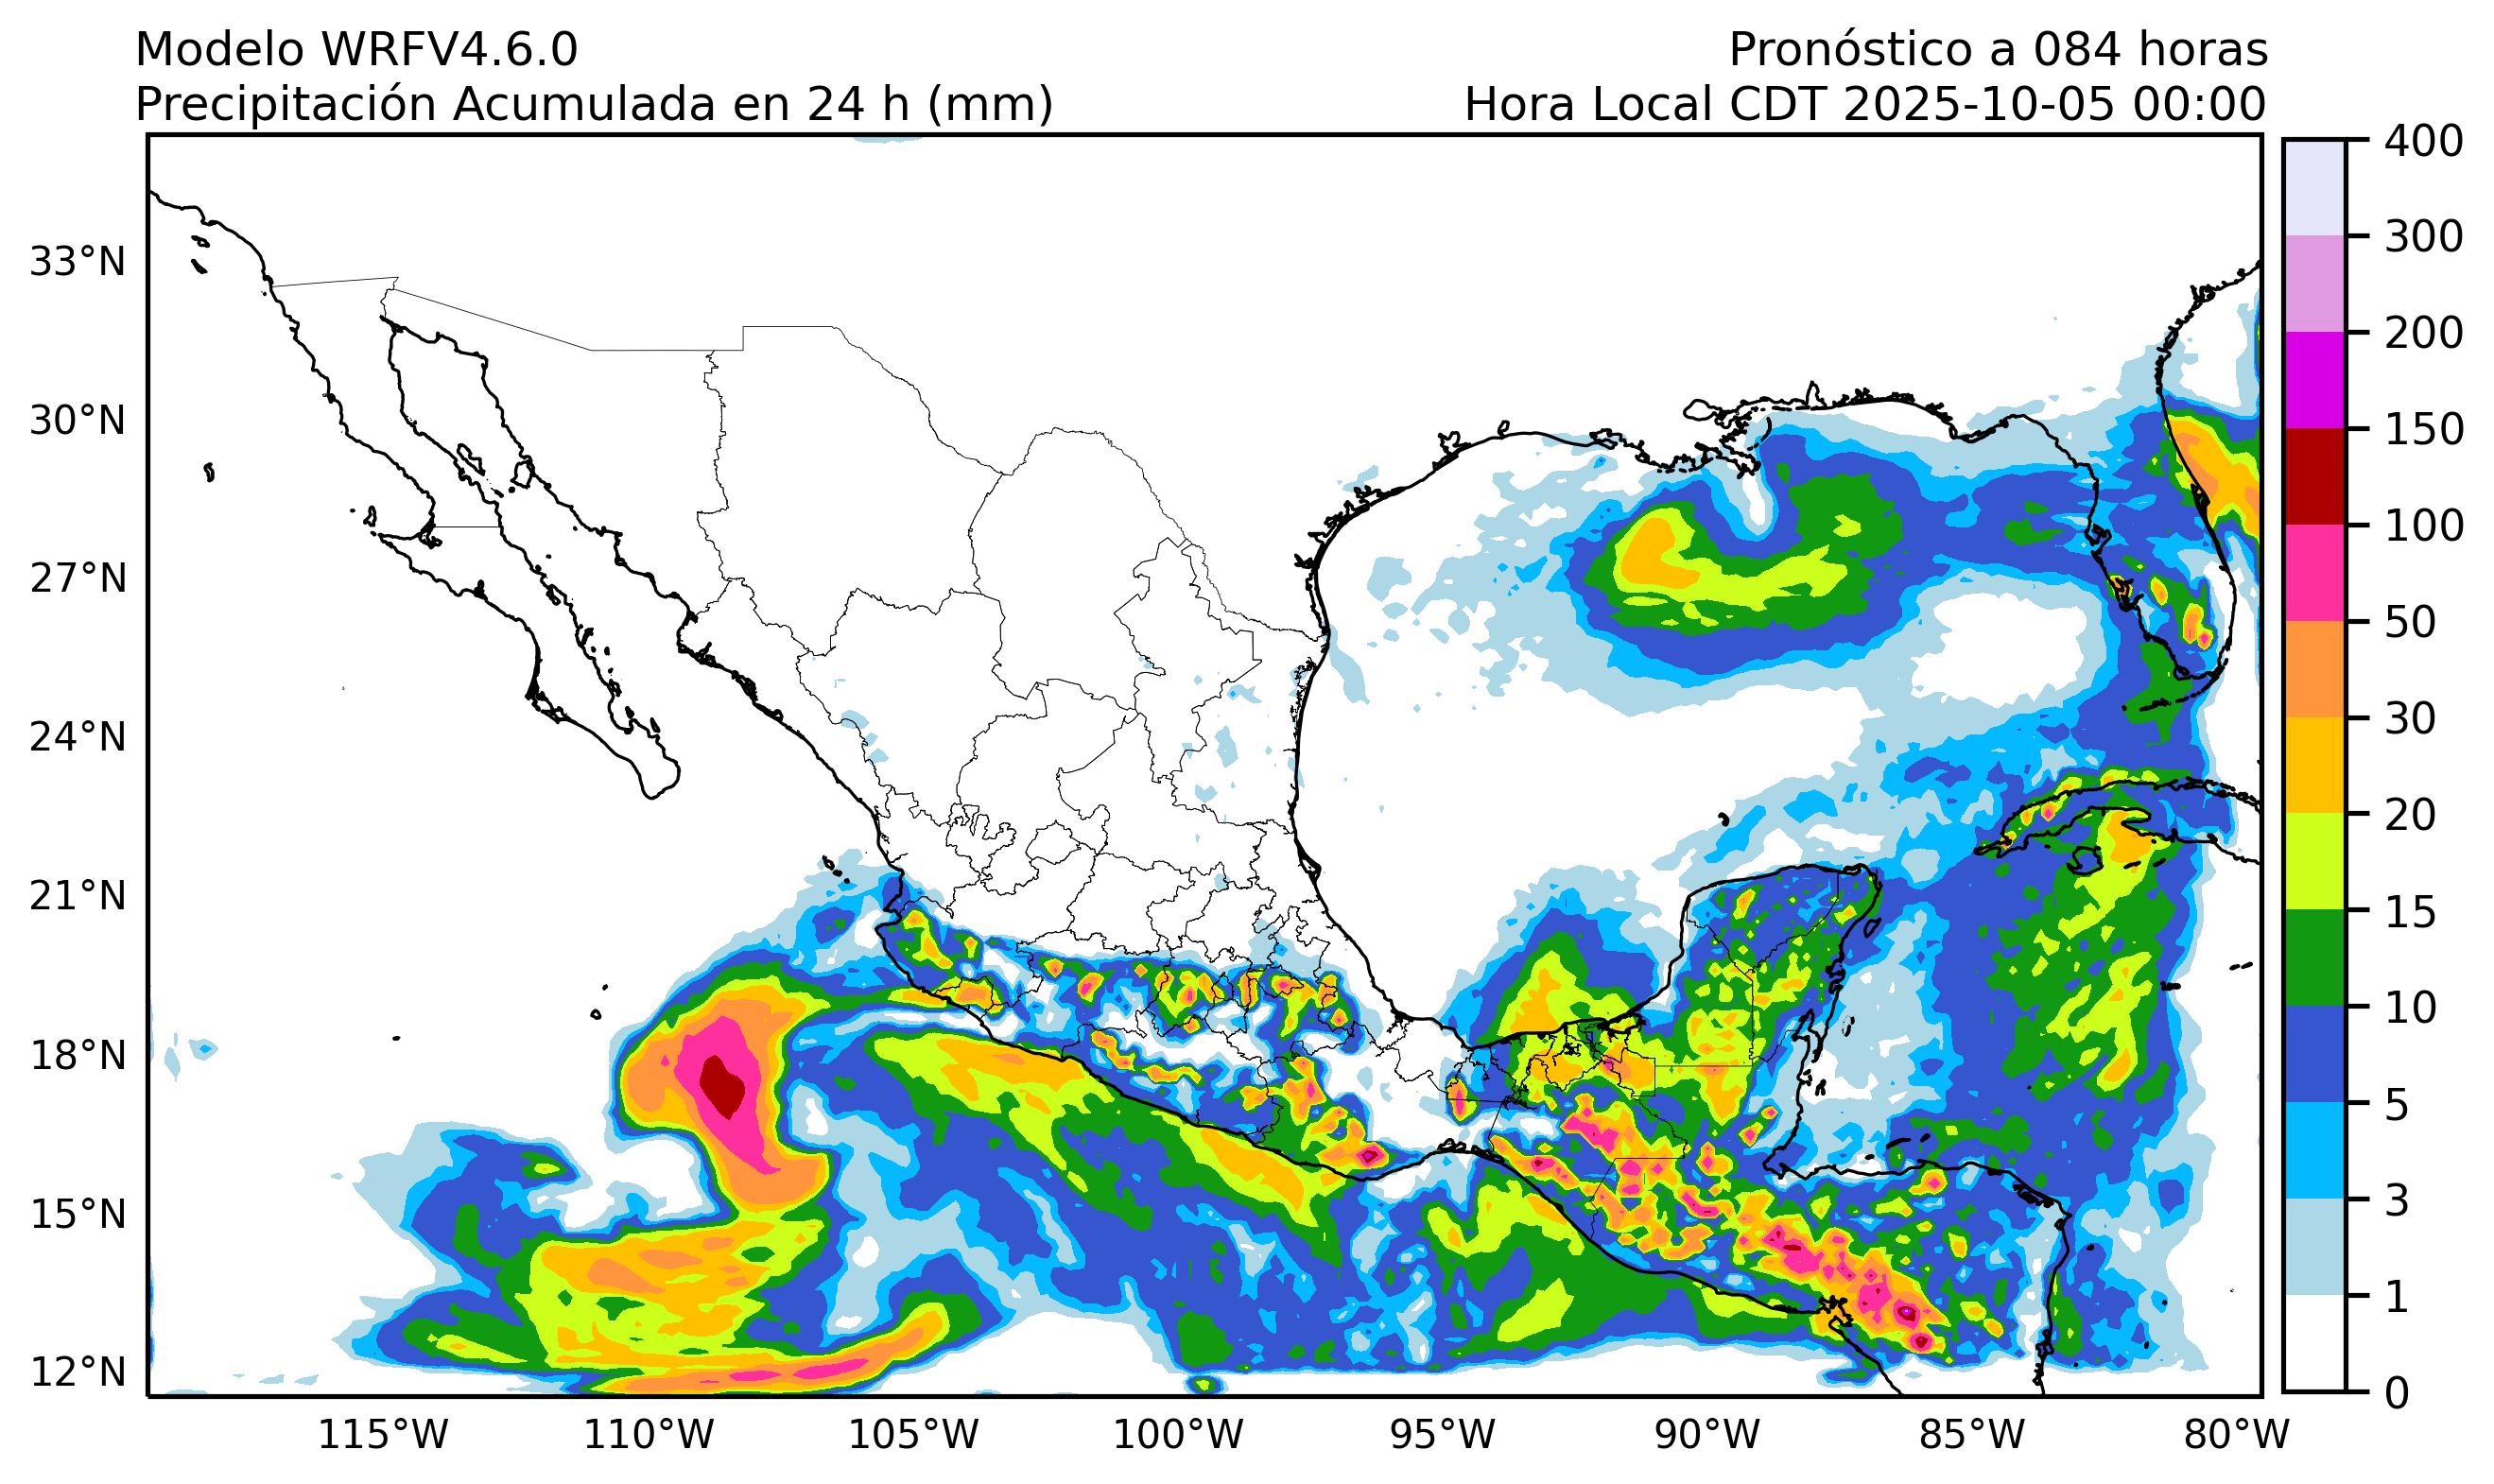 Modelo WRFV4.6.0
Pronóstico a 084 horas
Precipitación Acumulada en 24 h (mm)
Hora Local CDT 2025-10-05 00:00
400
300
200
150
100
50
30
20
15
10
5
3
1
0
33°N
30°N
27°N
24°N
21°N
18°N
15°N
12°N
115°W
110°W
105°W
100°W
95°W
90°W
85°W
80°W